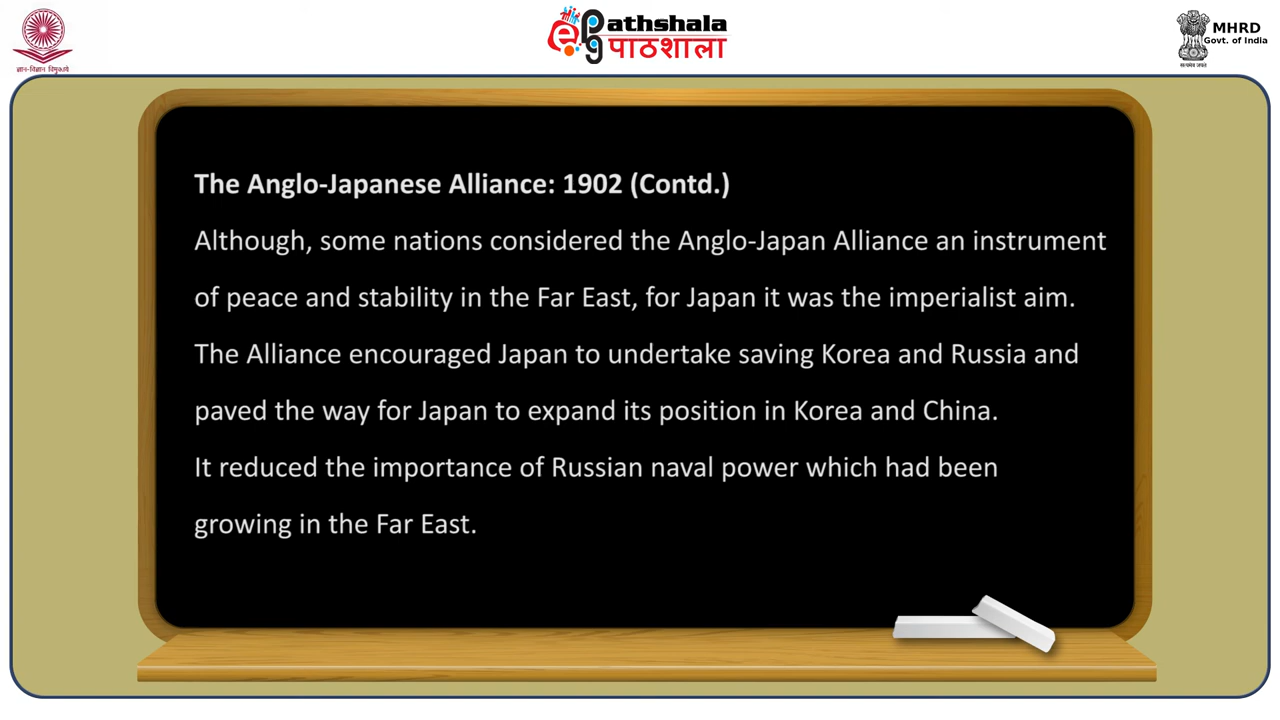 ज्ञान-विज्ञान विमुक्तये
ePathshala
पाठशाला
MHRD
Govt. of India
सत्यमेव जयते
The Anglo-Japanese Alliance: 1902 (Contd.)
Although, some nations considered the Anglo-Japan Alliance an instrument
of peace and stability in the Far East, for Japan it was the imperialist aim.
The Alliance encouraged Japan to undertake saving Korea and Russia and
paved the way for Japan to expand its position in Korea and China.
It reduced the importance of Russian naval power which had been
growing in the Far East.